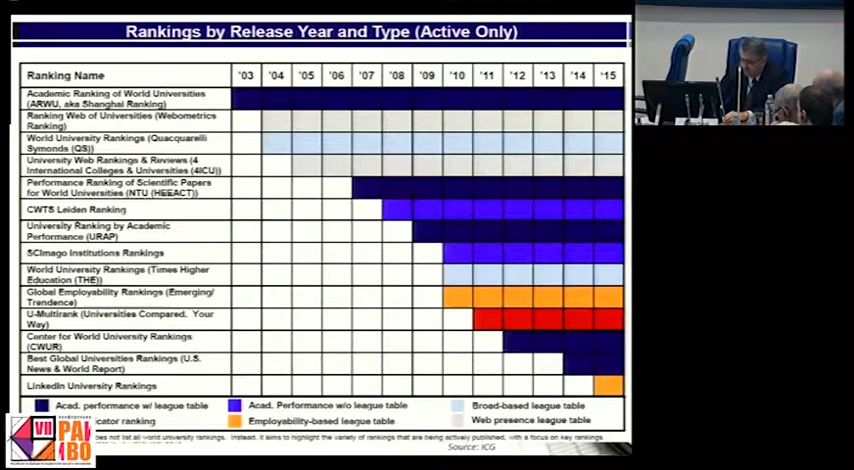 Rankings by Release Year and Type (Active Only)
Ranking Name '03 '04 '05 '06 '07 '08 '09 '10 '11 '12 '13 '14 '15
Academic Ranking of World Universities
(ARWU, aka Shanghai Ranking)
Ranking Web of Universities (Webometrics
Ranking)
World University Rankings (Quacquarelli
Symonds (QS))
University Web Rankings & Reviews (4
International Colleges & Universities (4ICU))
Performance Ranking of Scientific Papers
for World Universities (NTU (HEEACT))
CWTS Leiden Ranking
University Ranking by Academic
Performance (URAP)
SCImago Institutions Rankings
World University Rankings (Times Higher
Education (THE))
Global Employability Rankings (Emerging/
Trendence)
U-Multirank (Universities Compared. Your
Way)
Center for World University Rankings
(CWUR)
Best Global Universities Rankings (U.S.
News & World Report)
LinkedIn University Rankings
Acad. performance w/ league table Acad. Performance w/o league table Broad-based league table
ranking Employability-based league table Web presence league table
not list all world university rankings. Instead, it aims to highlight the variety of rankings that are being actively published, with a focus on key rankings
Source: ICG
VII